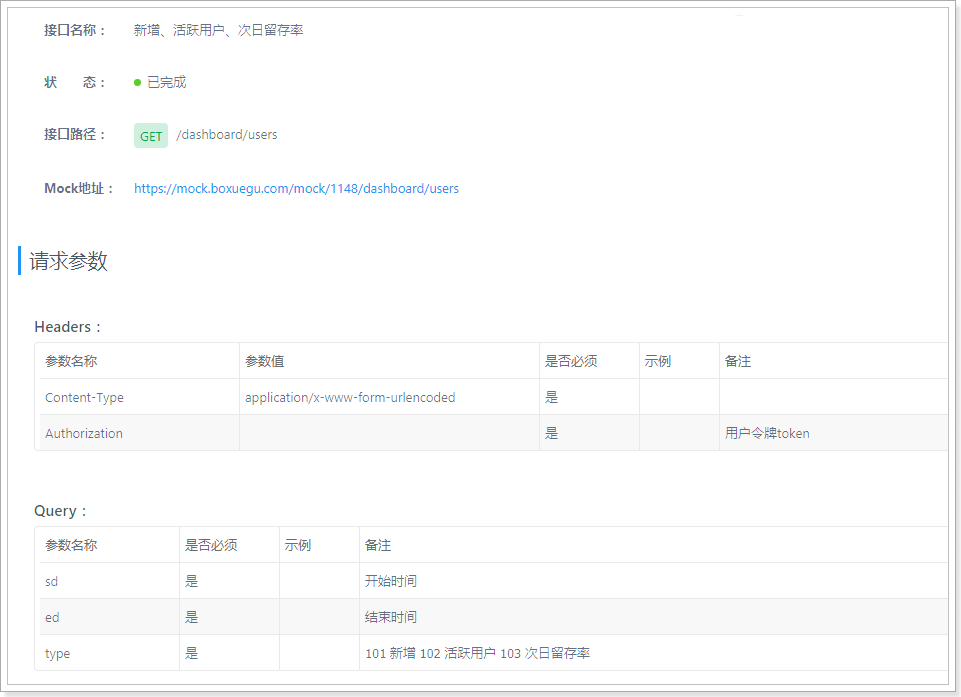 接口名称： 新增、活跃用户、次日留存率
状 态： 已完成
接口路径： GET /dashboard/users
Mock地址： https://mock.boxuegu.com/mock/1148/dashboard/users
请求参数
Headers：
参数名称 参数值 是否必须 示例 备注
Content-Type application/x-www-form-urlencoded 是
Authorization 是 用户令牌token
Query：
参数名称 是否必须 示例 备注
sd 是 开始时间
ed 是 结束时间
type 是 101 新增 102 活跃用户 103 次日留存率